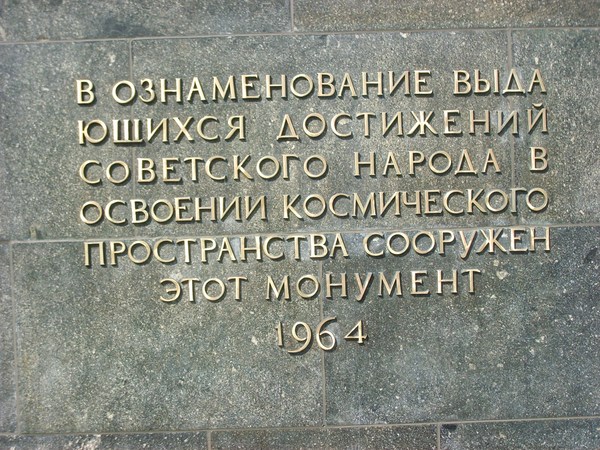 В ОЗНАМЕНОВАНИЕ ВЫДА
ЮЩИХСЯ ДОСТИЖЕНИЙ
СОВЕТСКОГО НАРОДА В
ОСВОЕНИИ КОСМИЧЕСКОГО
ПРОСТРАНСТВА СООРУЖЕН
ЭТОТ МОНУМЕНТ
1964